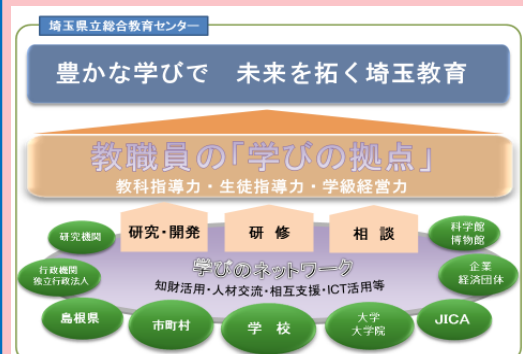 埼玉県立総合教育センター
豊かな学びで　未来を拓く埼玉教育
教職員の「学びの拠点」
教科指導力・生徒指導力・学級経営力
研究・開発
研 修
相 談
研究機関
科学館
博物館
学びのネットワーク
行政機関
独立行政法人
企業
経済団体
知財活用・人材交流・相互支援・ICT活用等
島根県
市町村
学 校
大学
大学院
JICA